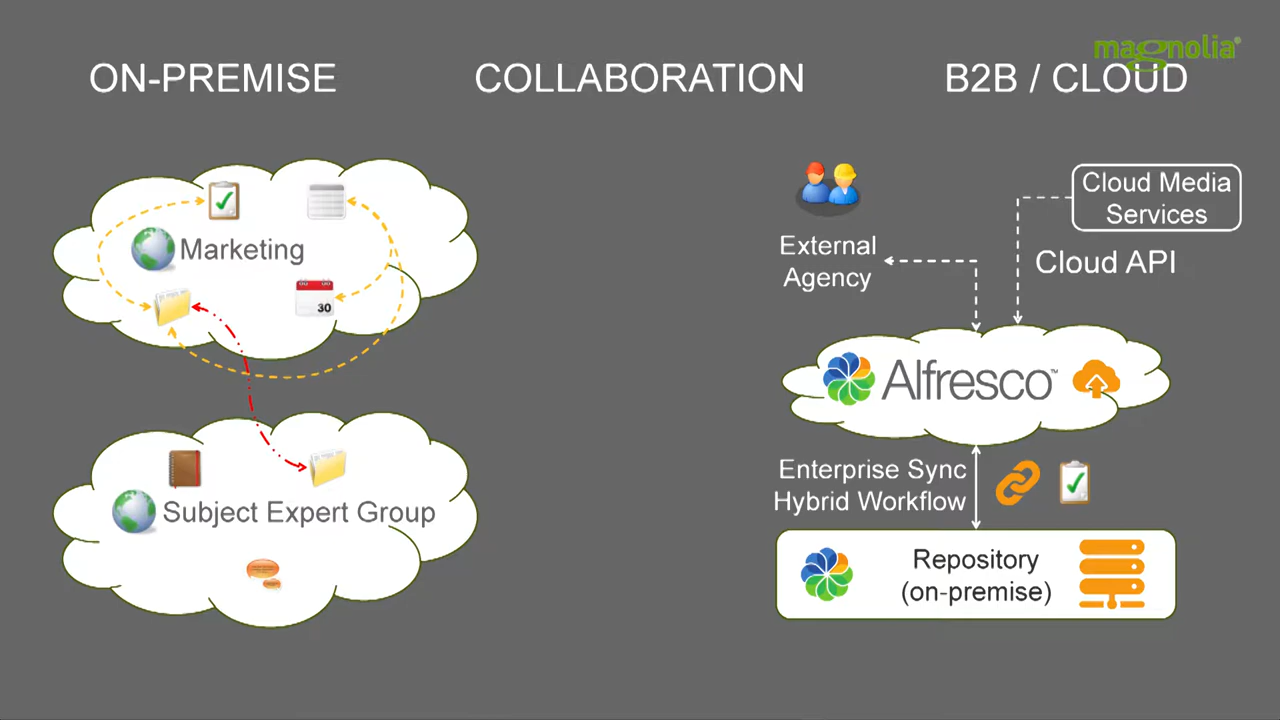 magnolia®
ON-PREMISE
COLLABORATION
B2B / CLOUD
Marketing
30
Subject Expert Group
External
Agency
Cloud Media
Services
Cloud API
Alfresco™
Enterprise Sync
Hybrid Workflow
Repository
(on-premise)